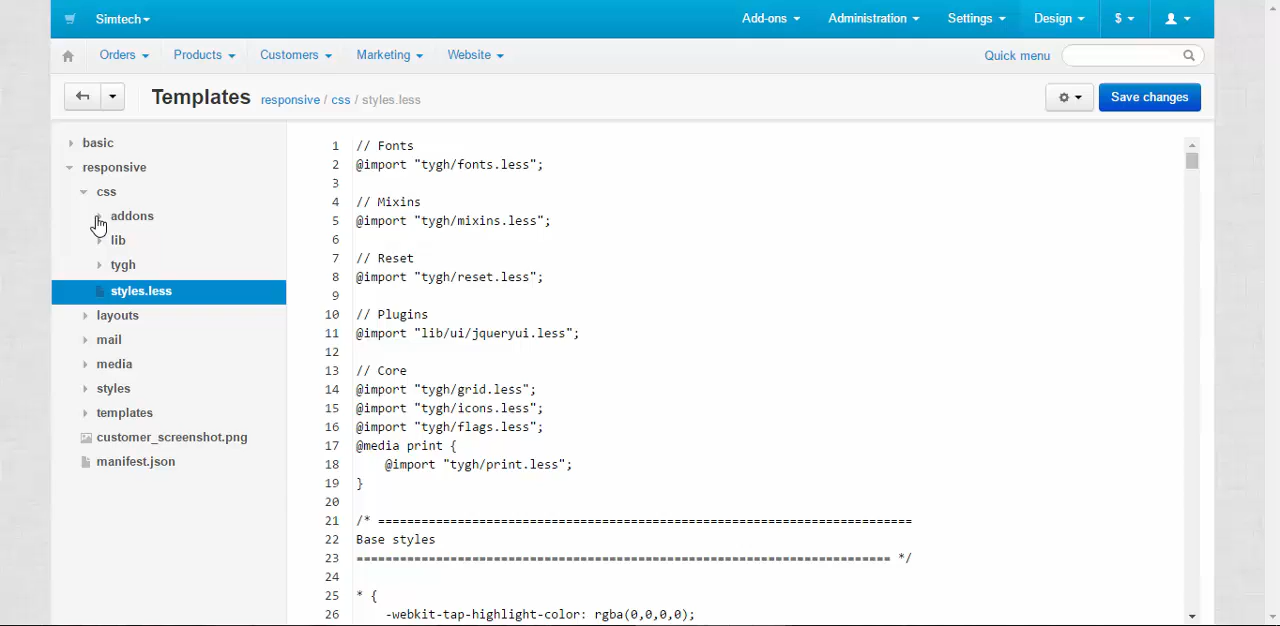 Simtech Add-ons Administration Settings Design $
Orders Products Customers Marketing Website Quick menu
Templates responsive / css / styles.less Save changes
basic
responsive
css
addons
lib
tygh
styles.less
layouts
mail
media
styles
templates
customer_screenshot.png
manifest.json
1 // Fonts
2 @import "tygh/fonts.less";
3
4 // Mixins
5 @import "tygh/mixins.less";
6
7 // Reset
8 @import "tygh/reset.less";
9
10 // Plugins
11 @import "lib/ui/jqueryui.less";
12
13 // Core
14 @import "tygh/grid.less";
15 @import "tygh/icons.less";
16 @import "tygh/flags.less";
17 @media print {
18 @import "tygh/print.less";
19 }
20
21 /* ==========================================================================
22 Base styles
23 ========================================================================== */
24
25 * {
26 -webkit-tap-highlight-color: rgba(0,0,0,0);